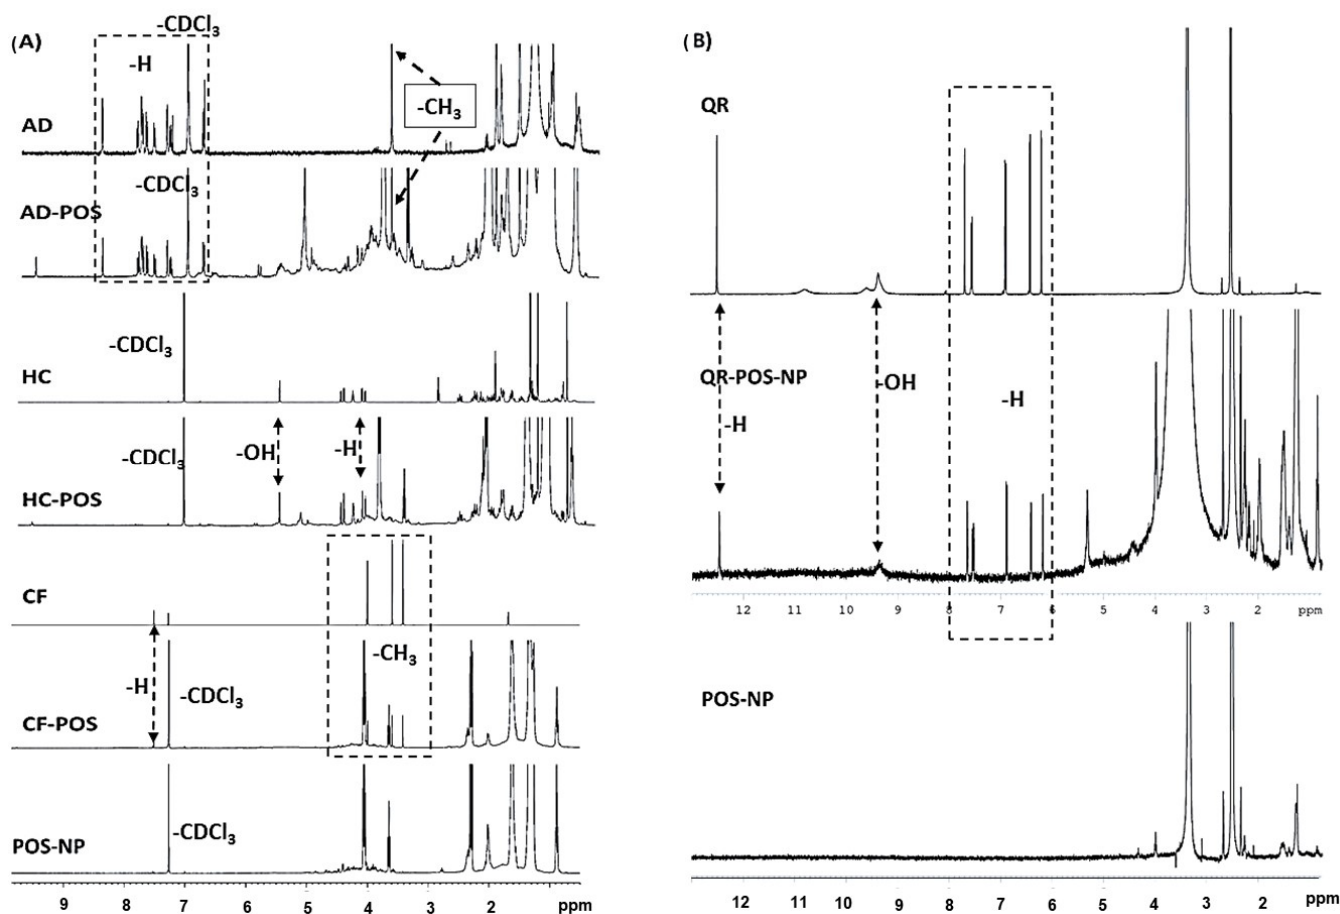 (A)
-CDCl3
-H
AD
-CH3
-CDCl3
AD-POS
-CDCl3
HC
-CDCl3
-OH
-H
HC-POS
CF
-CH3
-H
-CDCl3
CF-POS
-CDCl3
POS-NP
9 8 7 6 5 4 3 2 ppm
(B)
QR
QR-POS-NP
-OH
-H
-H
12 11 10 9 8 7 6 5 4 3 2 ppm
POS-NP
12 11 10 9 8 7 6 5 4 3 2 ppm